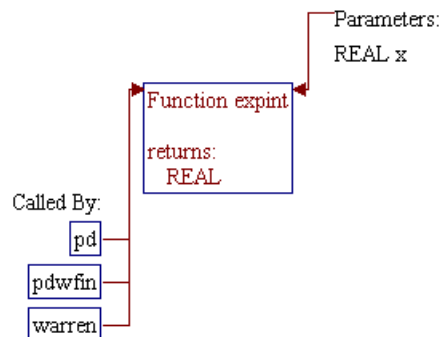 Parameters:
REAL x
Function expint
returns:
REAL
Called By:
pd
pdwfin
warren